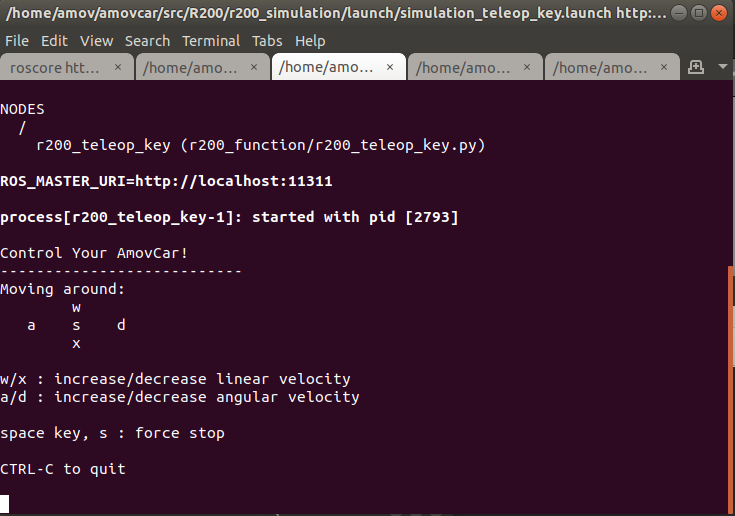 /home/amov/amovcar/src/R200/r200_simulation/launch/simulation_teleop_key.launch http:...
File Edit View Search Terminal Tabs Help
roscore htt... × /home/amo... × /home/amo... × /home/amo... × /home/amo... ×
NODES
/
r200_teleop_key (r200_function/r200_teleop_key.py)
ROS_MASTER_URI=http://localhost:11311
process[r200_teleop_key-1]: started with pid [2793]
Control Your AmovCar!
---------------------------
Moving around:
w
a s d
x
w/x : increase/decrease linear velocity
a/d : increase/decrease angular velocity
space key, s : force stop
CTRL-C to quit